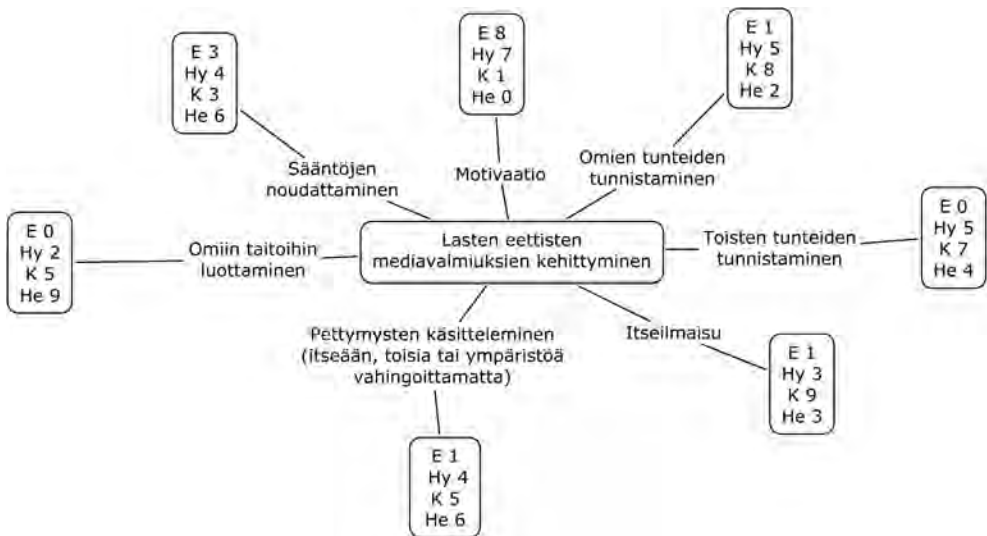 E 3
Hy 4
K 3
He 6
E 8
Hy 7
K 1
He 0
E 1
Hy 5
K 8
He 2
Sääntöjen
noudattaminen
Motivaatio
Omien tunteiden
tunnistaminen
E 0
Hy 2
K 5
He 9
Omiin taitoihin
luottaminen
Lasten eettisten
mediavalmiuksien kehittyminen
Toisten tunteiden
tunnistaminen
E 0
Hy 5
K 7
He 4
Pettymysten käsitteleminen
(itseään, toisia tai ympäristöä
vahingoittamatta)
Itseilmaisu
E 1
Hy 3
K 9
He 3
E 1
Hy 4
K 5
He 6